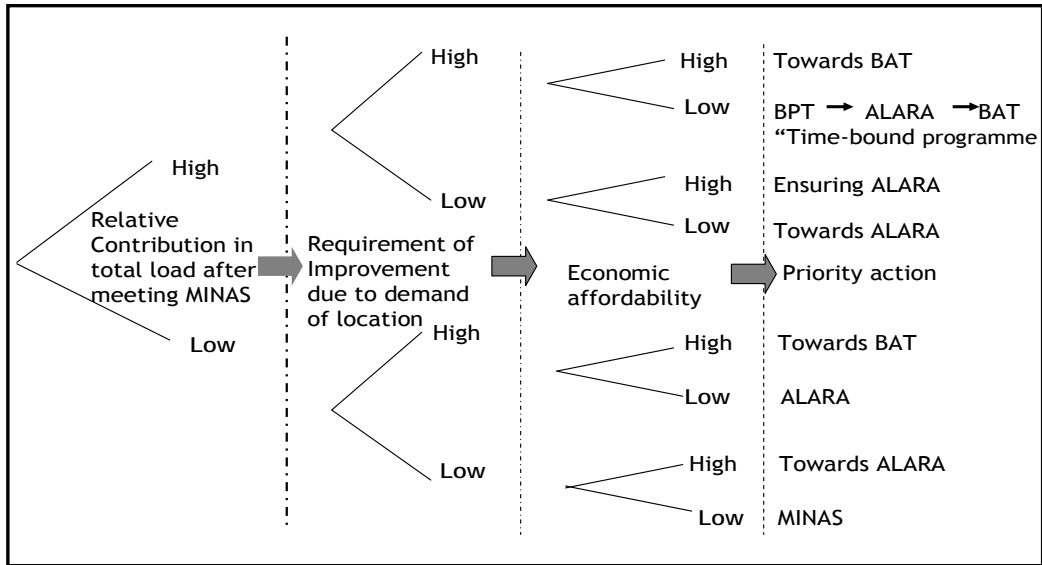 High
Low
Relative
Contribution in
total load after
meeting MINAS
High
Low
Requirement of
Improvement
due to demand
of location
High
Low
High
Low
High
Low
High
Low
Economic
affordability
High
Low
High
Low
Towards BAT
BPT ➞ ALARA ➞BAT
“Time-bound programme
Ensuring ALARA
Towards ALARA
Priority action
Towards BAT
ALARA
Towards ALARA
MINAS